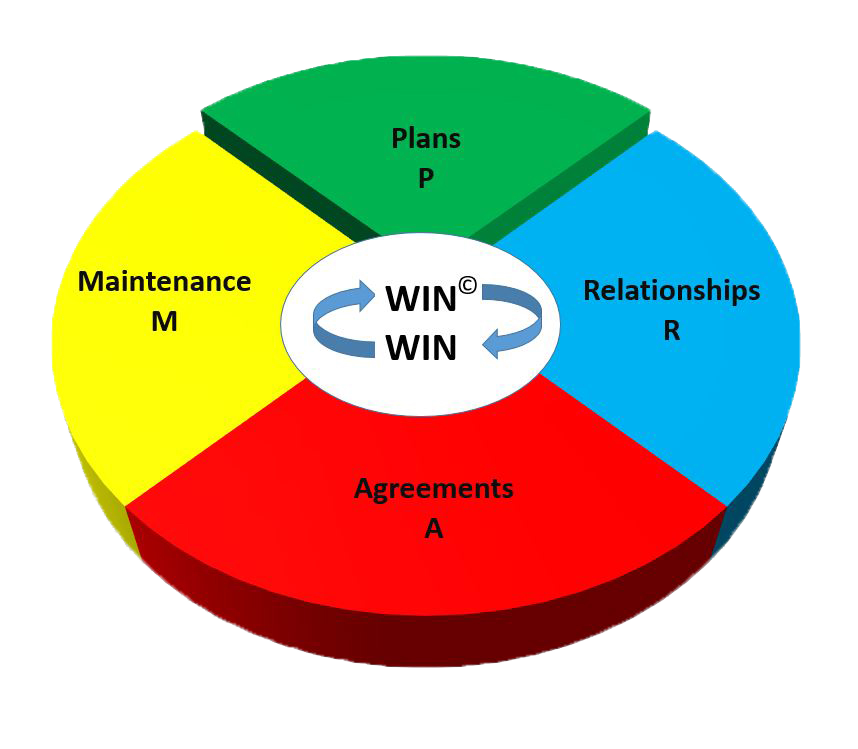 Plans
P
Maintenance
M
Relationships
R
WIN©
WIN
Agreements
A